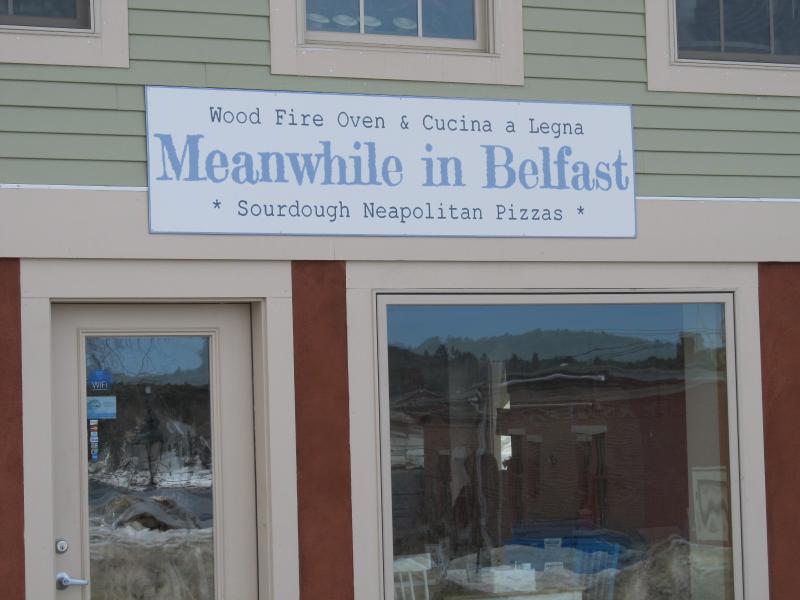 Wood Fire Oven & Cucina a Legna
Meanwhile in Belfast
* Sourdough Neapolitan Pizzas *
WiFi